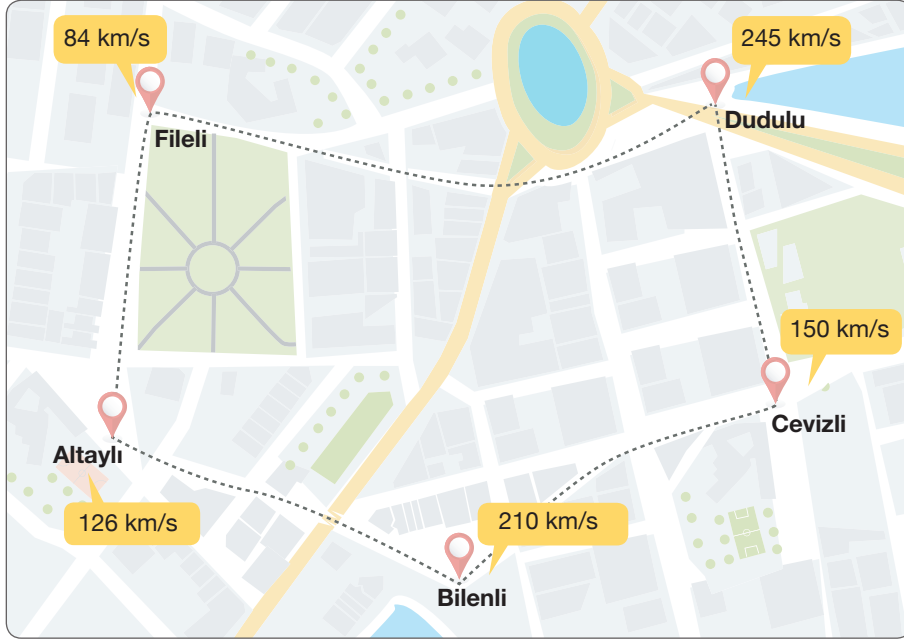 84 km/s
245 km/s
Fileli
Dudulu
150 km/s
Cevizli
Altaylı
126 km/s
210 km/s
Bilenli